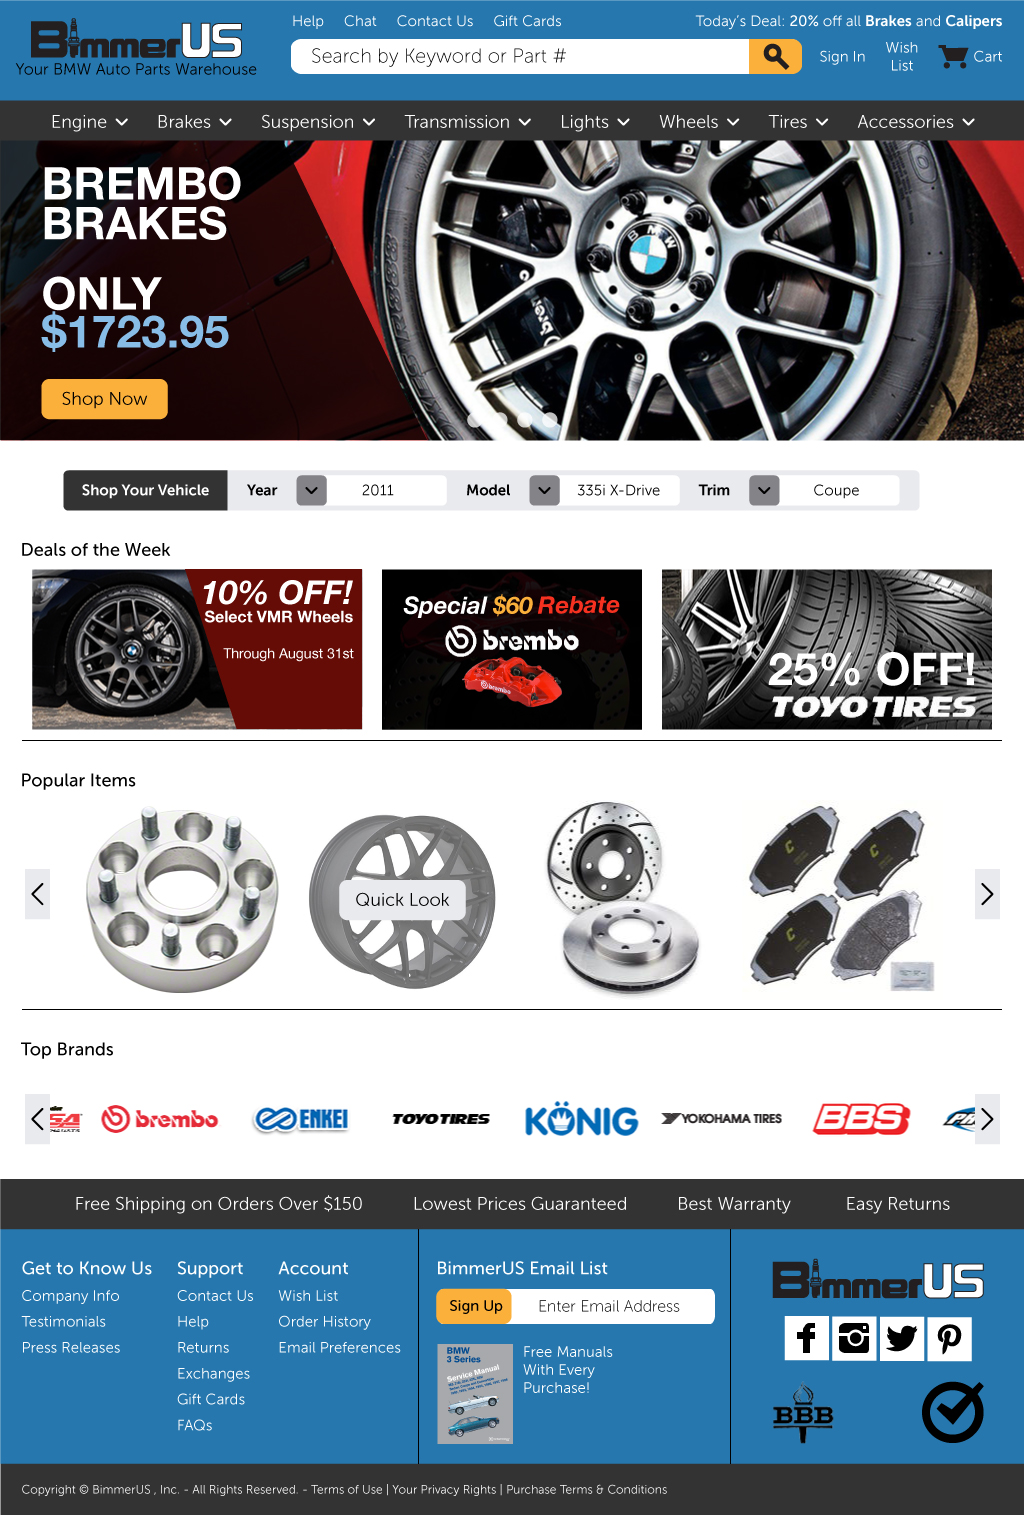 Help Chat Contact Us Gift Cards
Today's Deal: 20% off all Brakes and Calipers
BimmerUS
Your BMW Auto Parts Warehouse
Search by Keyword or Part #
Sign In
Wish
List
Cart
Engine Brakes Suspension Transmission Lights Wheels Tires Accessories
BREMBO
BRAKES
ONLY
$1723.95
Shop Now
BMW
brem
Shop Your Vehicle Year 2011 Model 335i X-Drive Trim Coupe
Deals of the Week
10% OFF!
Select VMR Wheels
Through August 31st
Special $60 Rebate
brembo
brembo
25% OFF!
TOYO TIRES
Popular Items
Quick Look
Top Brands
brembo
ENKEI
TOYO TIRES
KÖNIG
YOKOHAMA TIRES
BBS
Free Shipping on Orders Over $150 Lowest Prices Guaranteed Best Warranty Easy Returns
Get to Know Us
Company Info
Testimonials
Press Releases
Support
Contact Us
Help
Returns
Exchanges
Gift Cards
FAQs
Account
Wish List
Order History
Email Preferences
BimmerUS Email List
Sign Up Enter Email Address
BMW
3 Series
Service Manual
Free Manuals
With Every
Purchase!
BimmerUS
BBB
Copyright © BimmerUS , Inc. - All Rights Reserved. - Terms of Use | Your Privacy Rights | Purchase Terms & Conditions